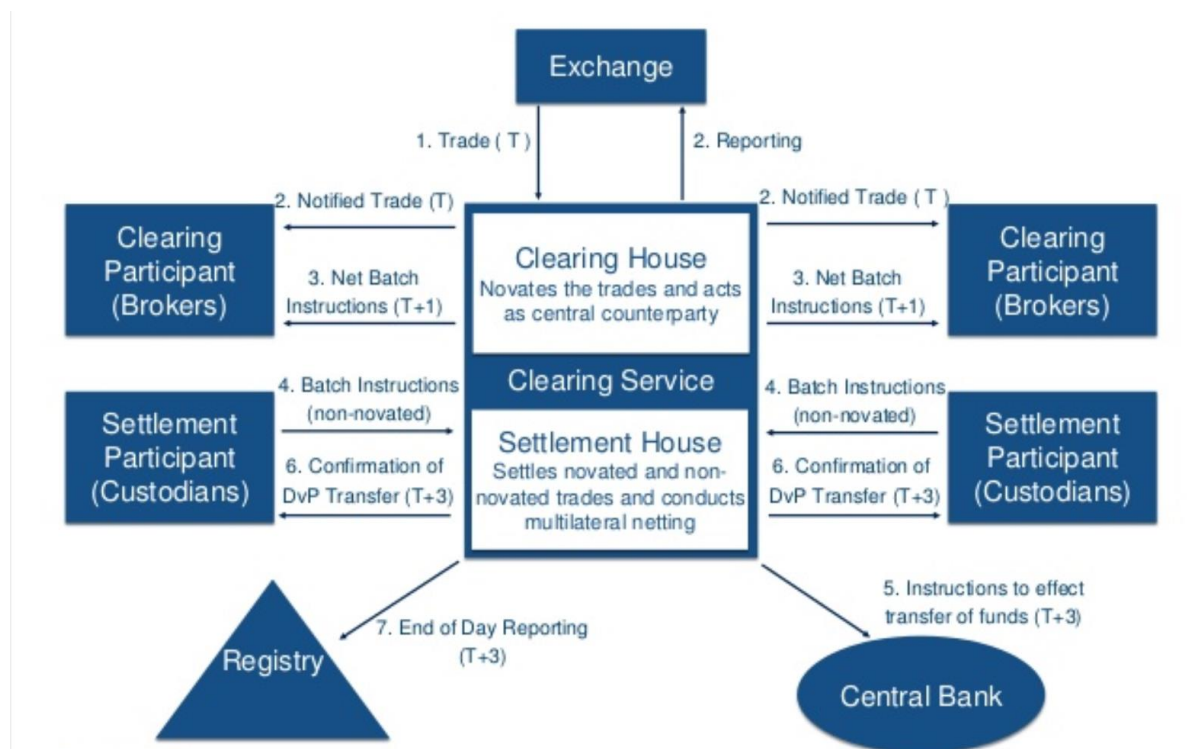 Exchange
1. Trade ( T )
2. Reporting
2. Notified Trade (T)
2. Notified Trade ( T )
Clearing
Participant
(Brokers)
3. Net Batch
Instructions (T+1)
Clearing House
Novates the trades and acts
as central counterparty
3. Net Batch
Instructions (T+1)
Clearing
Participant
(Brokers)
Clearing Service
Settlement
Participant
(Custodians)
4. Batch Instructions
(non-novated)
6. Confirmation of
DvP Transfer (T+3)
Settlement House
Settles novated and non-
novated trades and conducts
multilateral netting
4. Batch Instructions
(non-novated)
6. Confirmation of
DvP Transfer (T+3)
Settlement
Participant
(Custodians)
7. End of Day Reporting
(T+3)
5. Instructions to effect
transfer of funds (T+3)
Registry
Central Bank